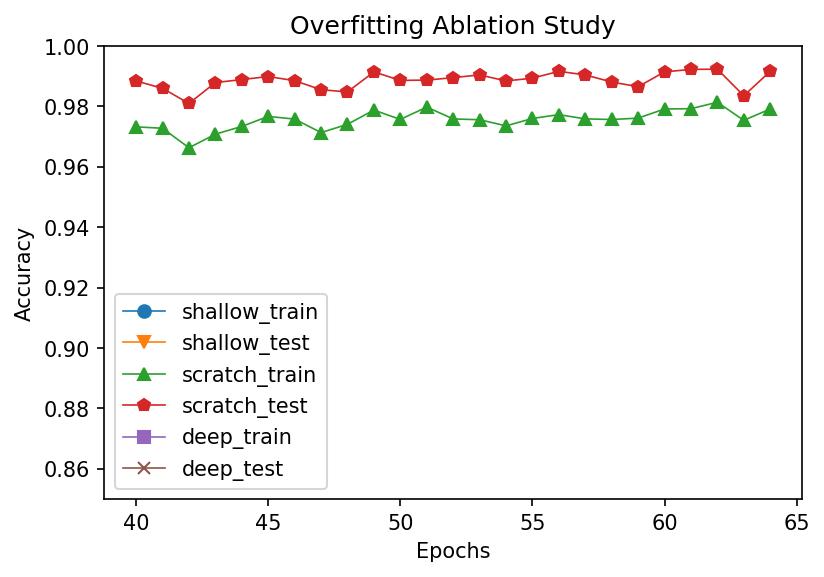 Overfitting Ablation Study
1.00
0.98
0.96
0.94
0.92
0.90
0.88
0.86
Accuracy
shallow_train
shallow_test
scratch_train
scratch_test
deep_train
deep_test
40 45 50 55 60 65
Epochs